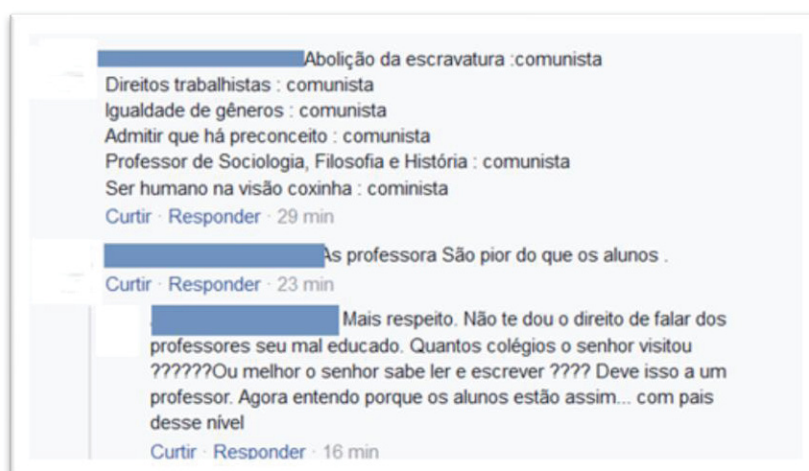 Abolição da escravatura :comunista
Direitos trabalhistas : comunista
Igualdade de gêneros : comunista
Admitir que há preconceito : comunista
Professor de Sociologia, Filosofia e História : comunista
Ser humano na visão coxinha : cominista
Curtir · Responder · 29 min
As professora São pior do que os alunos .
Curtir · Responder · 23 min
Mais respeito. Não te dou o direito de falar dos
professores seu mal educado. Quantos colégios o senhor visitou
??????Ou melhor o senhor sabe ler e escrever ???? Deve isso a um
professor. Agora entendo porque os alunos estão assim... com pais
desse nível
Curtir · Responder · 16 min